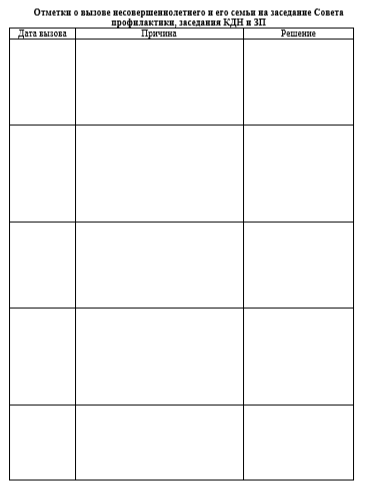 Отметки о вызове несовершеннолетнего и его семьи на заседание Совета
профилактики, заседания КДН и ЗП
Дата вызова Причина Решение